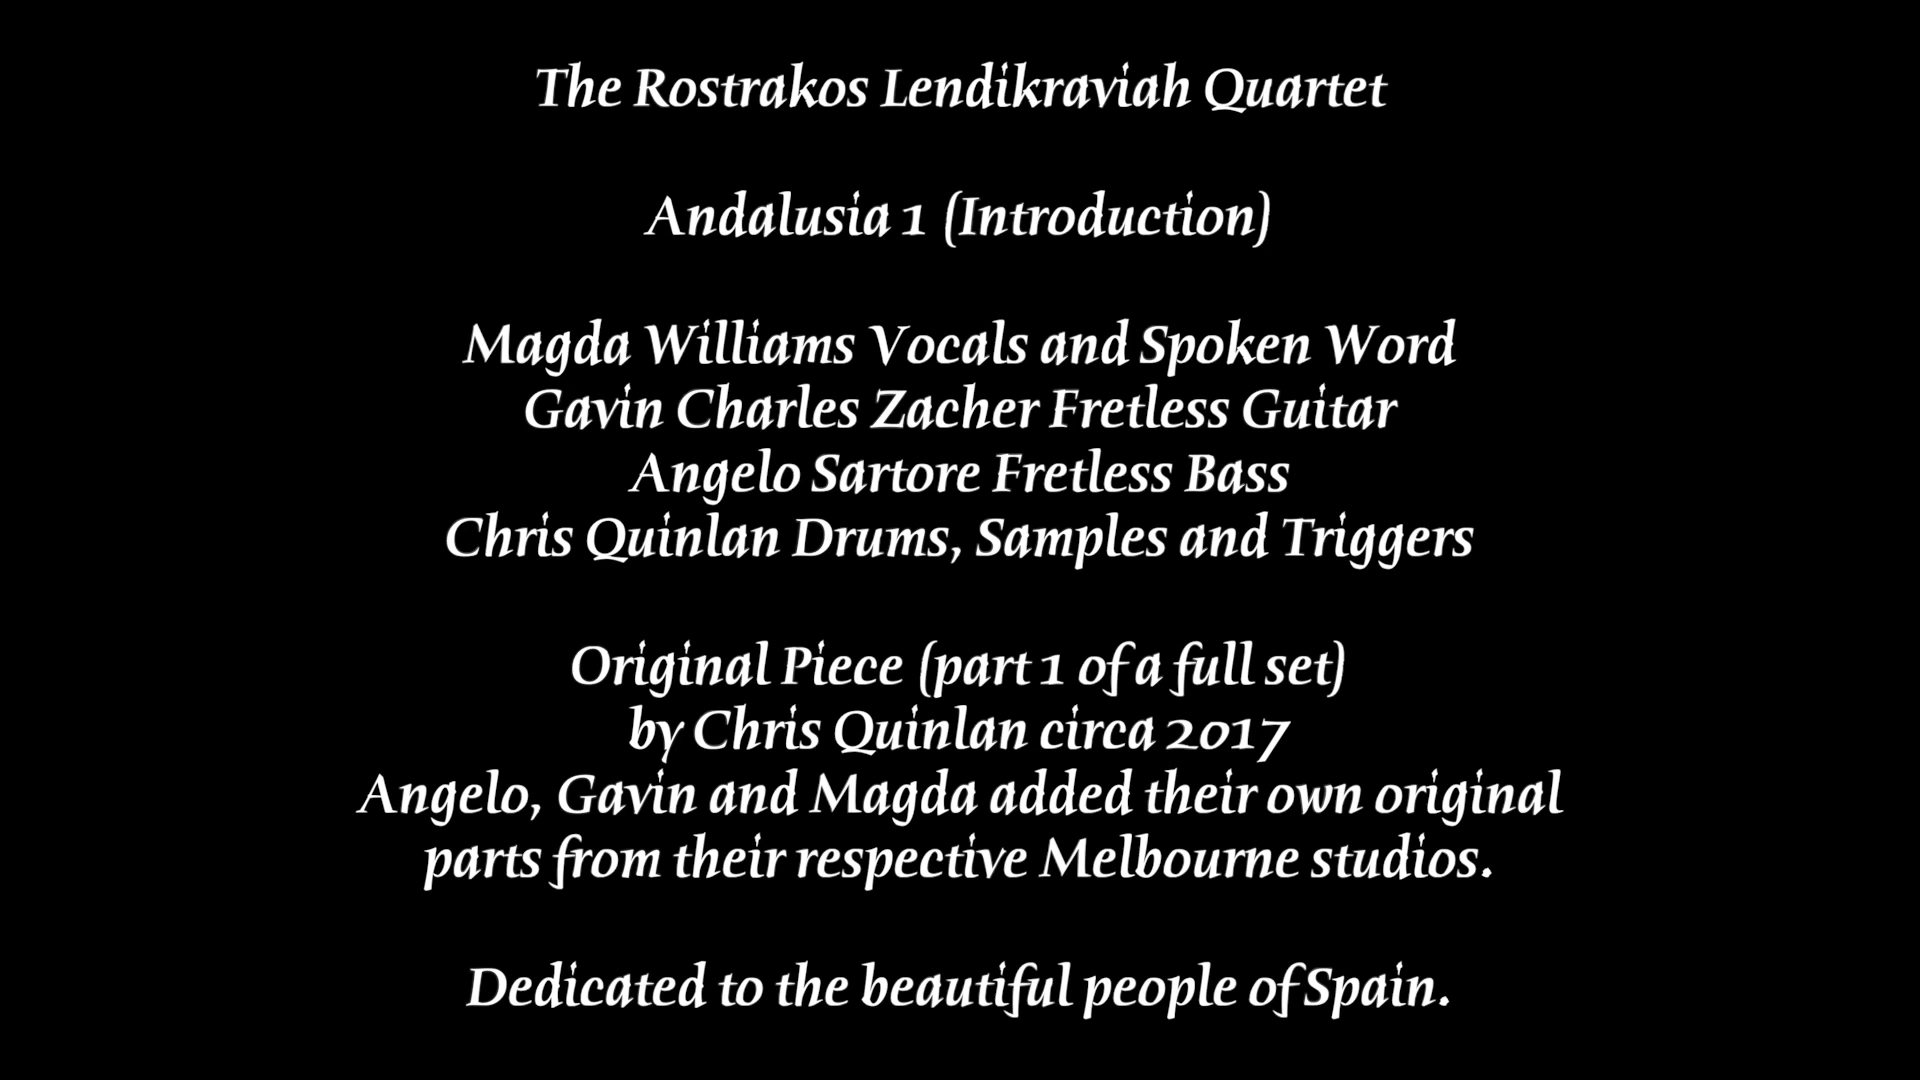 The Rostrakos Lendikraviah Quartet
Andalusia 1 (Introduction)
Magda Williams Vocals and Spoken Word
Gavin Charles Zacher Fretless Guitar
Angelo Sartore Fretless Bass
Chris Quinlan Drums, Samples and Triggers
Original Piece (part 1 of a full set)
by Chris Quinlan circa 2017
Angelo, Gavin and Magda added their own original
parts from their respective Melbourne studios.
Dedicated to the beautiful people of Spain.